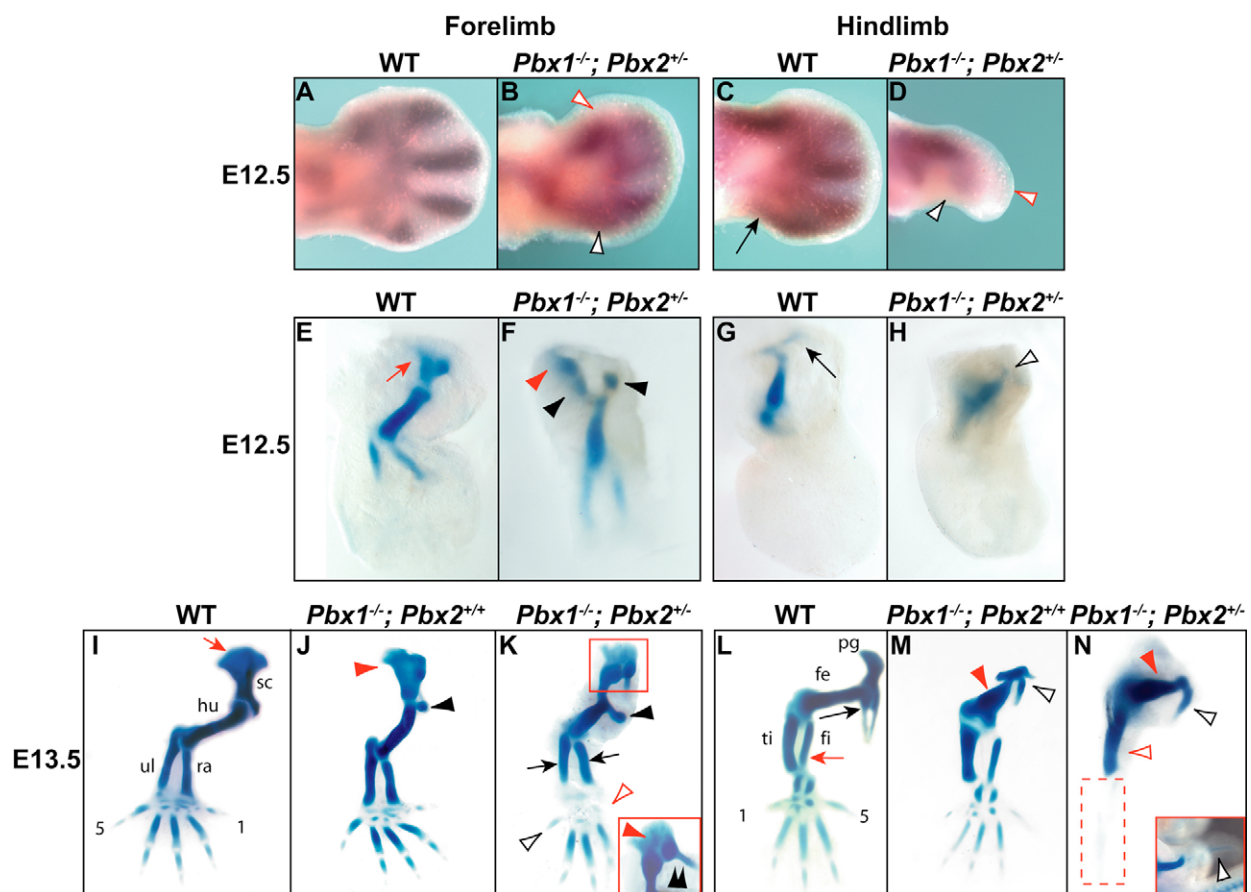 Forelimb Hindlimb
WT Pbx1-/-; Pbx2+/- WT Pbx1-/-; Pbx2+/-
A B C D
E12.5
WT Pbx1-/-; Pbx2+/- WT Pbx1-/-; Pbx2+/-
E F G H
E12.5
WT Pbx1-/-; Pbx2+/+ Pbx1-/-; Pbx2+/- WT Pbx1-/-; Pbx2+/+ Pbx1-/-; Pbx2+/-
I J K L M N
pg
sc fe
hu
ul ra ti fi
E13.5
5 1 1 5